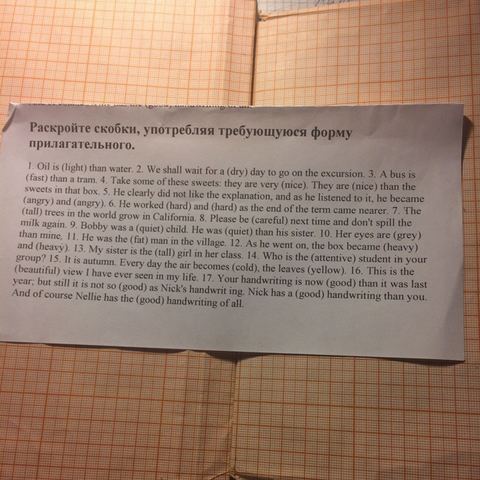 Раскройте скобки, употребляя требующуюся форму
прилагательного.
1. Oil is (light) than water. 2. We shall wait for a (dry) day to go on the excursion. 3. A bus is
(fast) than a tram. 4. Take some of these sweets: they are very (nice). They are (nice) than the
sweets in that box. 5. He clearly did not like the explanation, and as he listened to it, he became
(angry) and (angry). 6. He worked (hard) and (hard) as the end of the term came nearer. 7. The
(tall) trees in the world grow in California. 8. Please be (careful) next time and don't spill the
milk again. 9. Bobby was a (quiet) child. He was (quiet) than his sister. 10. Her eyes are (grey)
than mine. 11. He was the (fat) man in the village. 12. As he went on, the box became (heavy)
and (heavy). 13. My sister is the (tall) girl in her class. 14. Who is the (attentive) student in your
group? 15. It is autumn. Every day the air becomes (cold), the leaves (yellow). 16. This is the
(beautiful) view I have ever seen in my life. 17. Your handwriting is now (good) than it was last
year; but still it is not so (good) as Nick's handwrit ing. Nick has a (good) handwriting than you.
And of course Nellie has the (good) handwriting of all.